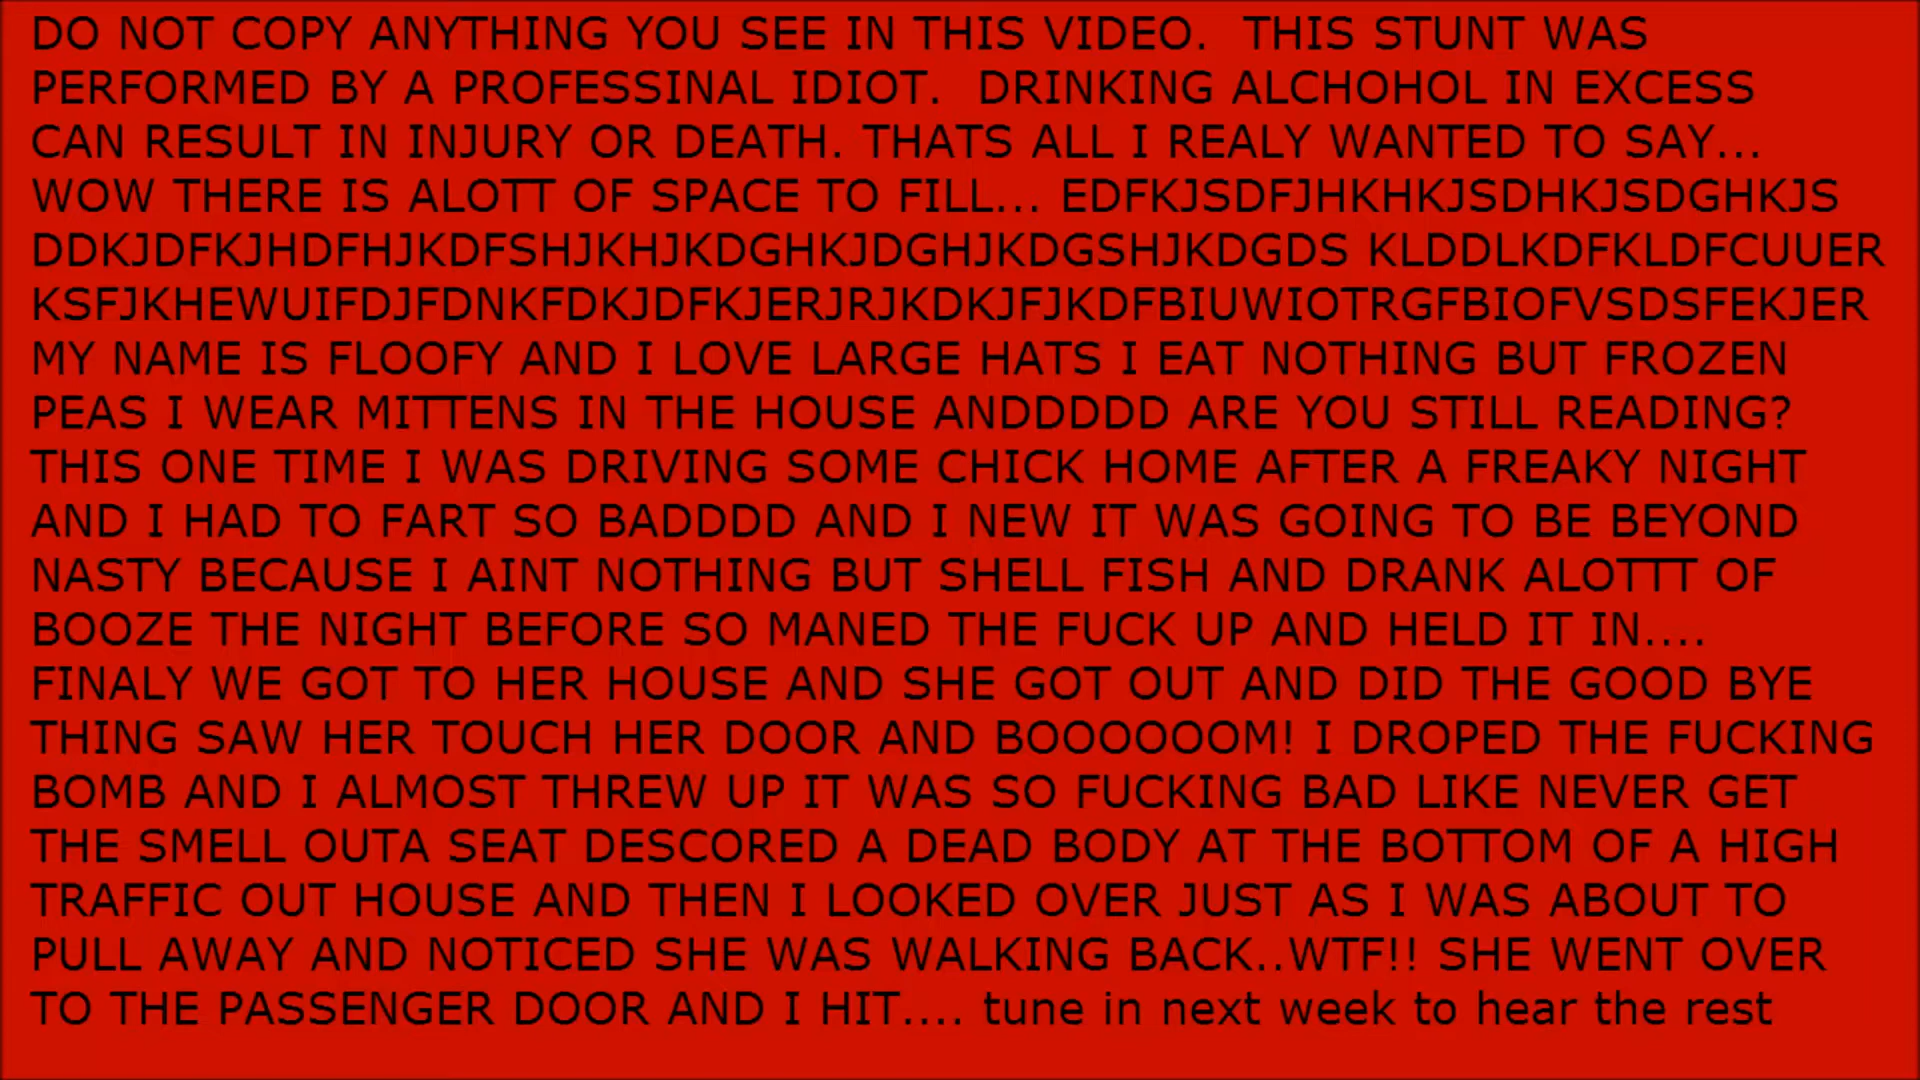 DO NOT COPY ANYTHING YOU SEE IN THIS VIDEO.  THIS STUNT WAS
PERFORMED BY A PROFESSINAL IDIOT.  DRINKING ALCHOHOL IN EXCESS
CAN RESULT IN INJURY OR DEATH. THATS ALL I REALY WANTED TO SAY...
WOW THERE IS ALOTT OF SPACE TO FILL... EDFKJSDFJHKHKJSDHKJSDGHKJS
DDKJDFKJHDFHJKDFSHJKHJKDGHKJDGHJKDGSHJKDGDS KLDDLKDFKLDFCUUER
KSFJKHEWUIFDJFDNKFDKJDFKJERJRJKDKJFJKDFBIUWIOTRGFBIOFVSDSFEKJER
MY NAME IS FLOOFY AND I LOVE LARGE HATS I EAT NOTHING BUT FROZEN
PEAS I WEAR MITTENS IN THE HOUSE ANDDDDD ARE YOU STILL READING?
THIS ONE TIME I WAS DRIVING SOME CHICK HOME AFTER A FREAKY NIGHT
AND I HAD TO FART SO BADDDD AND I NEW IT WAS GOING TO BE BEYOND
NASTY BECAUSE I AINT NOTHING BUT SHELL FISH AND DRANK ALOTTT OF
BOOZE THE NIGHT BEFORE SO MANED THE FUCK UP AND HELD IT IN....
FINALY WE GOT TO HER HOUSE AND SHE GOT OUT AND DID THE GOOD BYE
THING SAW HER TOUCH HER DOOR AND BOOOOOOM! I DROPED THE FUCKING
BOMB AND I ALMOST THREW UP IT WAS SO FUCKING BAD LIKE NEVER GET
THE SMELL OUTA SEAT DESCORED A DEAD BODY AT THE BOTTOM OF A HIGH
TRAFFIC OUT HOUSE AND THEN I LOOKED OVER JUST AS I WAS ABOUT TO
PULL AWAY AND NOTICED SHE WAS WALKING BACK..WTF!! SHE WENT OVER
TO THE PASSENGER DOOR AND I HIT.... tune in next week to hear the rest